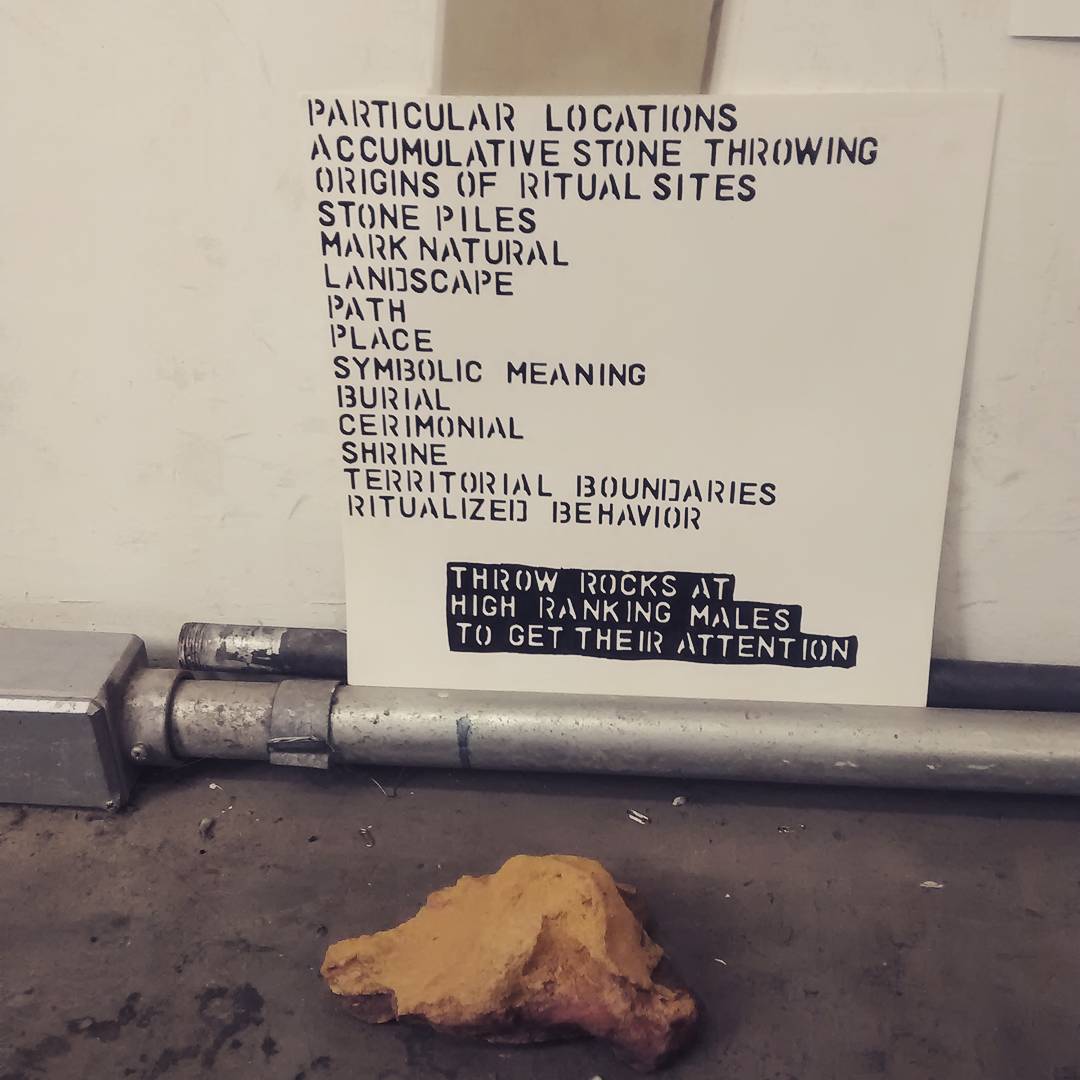 PARTICULAR LOCATIONS
ACCUMULATIVE STONE THROWING
ORIGINS OF RITUAL SITES
STONE PILES
MARK NATURAL
LANDSCAPE
PATH
PLACE
SYMBOLIC MEANING
BURIAL
CERIMONIAL
SHRINE
TERRITORIAL BOUNDARIES
RITUALIZED BEHAVIOR
THROW ROCKS AT
HIGH RANKING MALES
TO GET THEIR ATTENTION